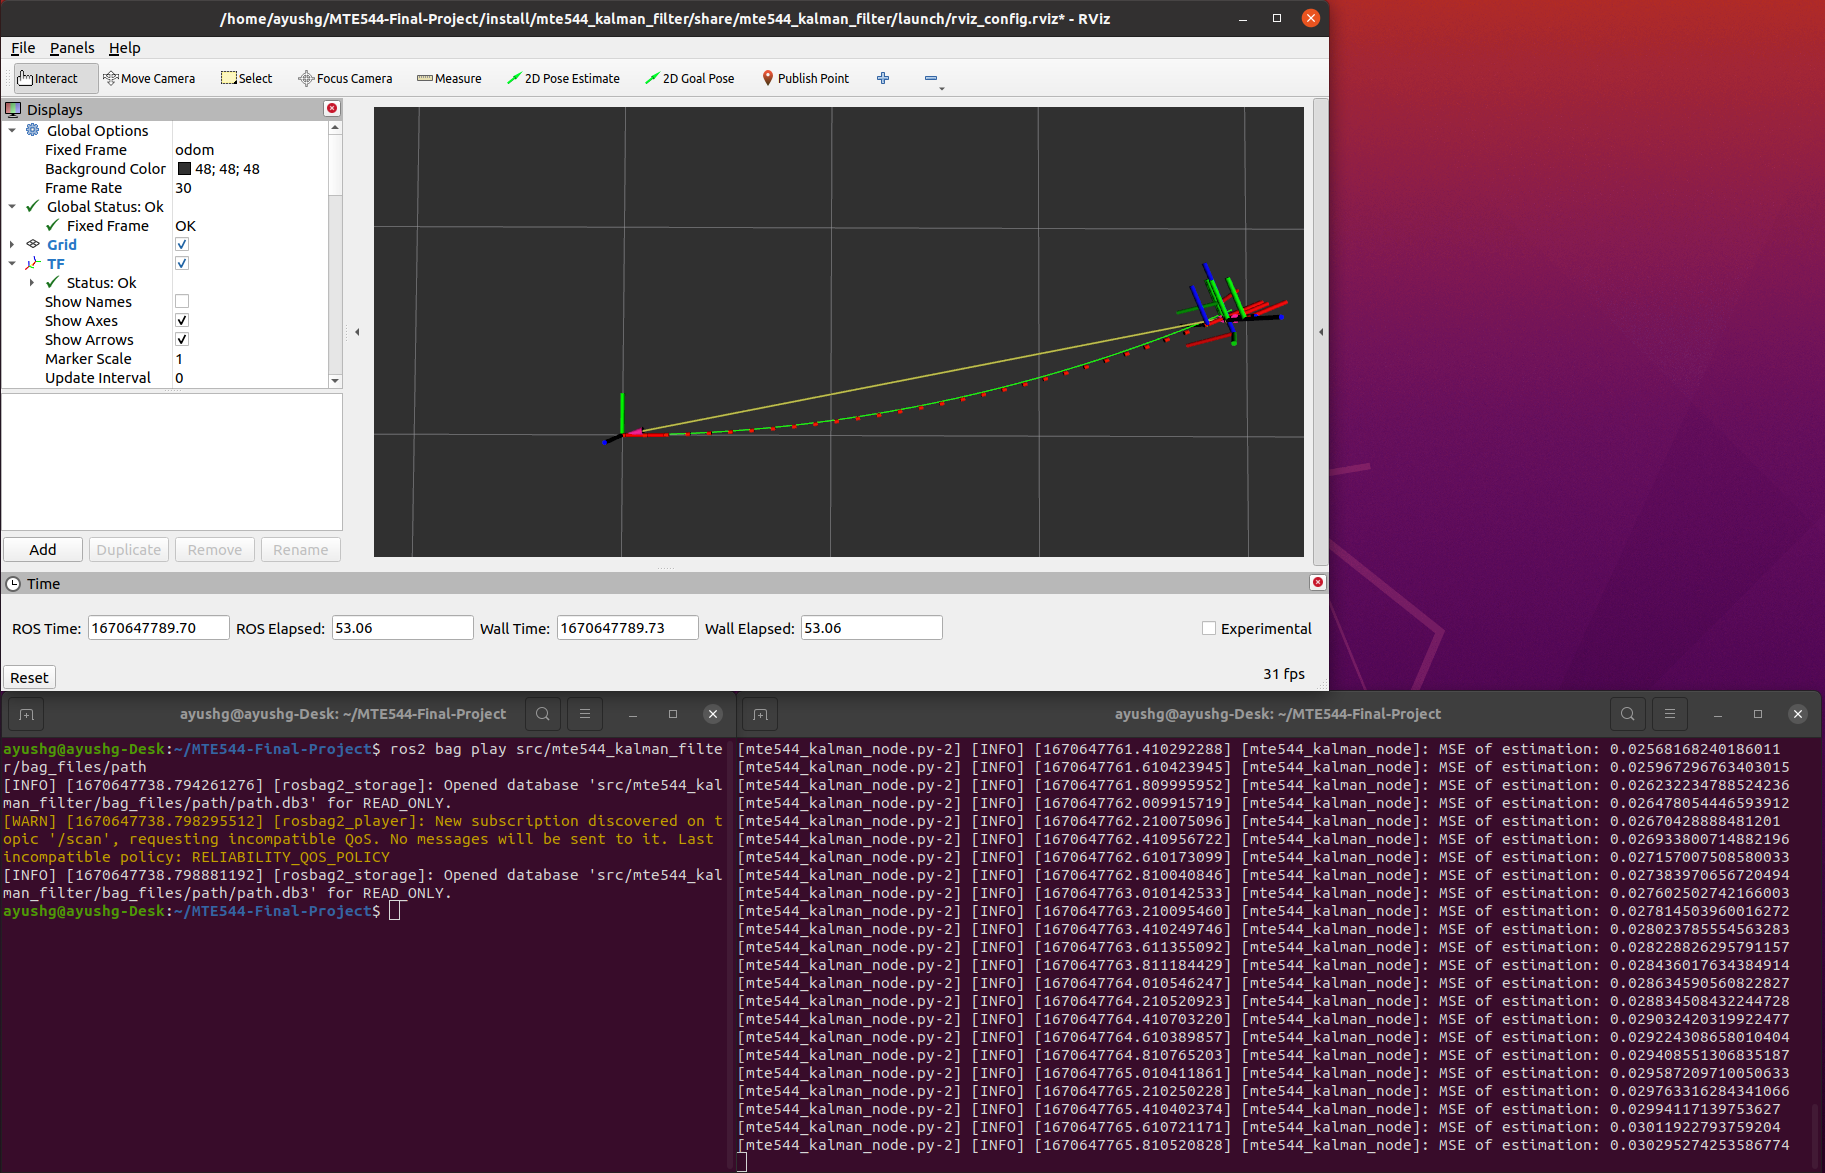 /home/ayushg/MTE544-Final-Project/install/mte544_kalman_filter/share/mte544_kalman_filter/launch/rviz_config.rviz* - RViz
File Panels Help
Interact Move Camera Select Focus Camera Measure 2D Pose Estimate 2D Goal Pose Publish Point
Displays
Global Options
Fixed Frame odom
Background Color 48; 48; 48
Frame Rate 30
Global Status: Ok
Fixed Frame OK
Grid
TF
Status: Ok
Show Names
Show Axes
Show Arrows
Marker Scale 1
Update Interval 0
Add Duplicate Remove Rename
Time
ROS Time: 1670647789.70 ROS Elapsed: 53.06 Wall Time: 1670647789.73 Wall Elapsed: 53.06 Experimental
Reset 31 fps
ayushg@ayushg-Desk: ~/MTE544-Final-Project
ayushg@ayushg-Desk:~/MTE544-Final-Project$ ros2 bag play src/mte544_kalman_filte
r/bag_files/path
[INFO] [1670647738.794261276] [rosbag2_storage]: Opened database 'src/mte544_kal
man_filter/bag_files/path/path.db3' for READ_ONLY.
[WARN] [1670647738.798295512] [rosbag2_player]: New subscription discovered on t
opic '/scan', requesting incompatible QoS. No messages will be sent to it. Last
incompatible policy: RELIABILITY_QOS_POLICY
[INFO] [1670647738.798881192] [rosbag2_storage]: Opened database 'src/mte544_kal
man_filter/bag_files/path/path.db3' for READ_ONLY.
ayushg@ayushg-Desk:~/MTE544-Final-Project$
ayushg@ayushg-Desk: ~/MTE544-Final-Project
[mte544_kalman_node.py-2] [INFO] [1670647761.410292288] [mte544_kalman_node]: MSE of estimation: 0.02568168240186011
[mte544_kalman_node.py-2] [INFO] [1670647761.610423945] [mte544_kalman_node]: MSE of estimation: 0.025967296763403015
[mte544_kalman_node.py-2] [INFO] [1670647761.809995952] [mte544_kalman_node]: MSE of estimation: 0.026232234788524236
[mte544_kalman_node.py-2] [INFO] [1670647762.009915719] [mte544_kalman_node]: MSE of estimation: 0.026478054446593912
[mte544_kalman_node.py-2] [INFO] [1670647762.210075096] [mte544_kalman_node]: MSE of estimation: 0.02670428888481201
[mte544_kalman_node.py-2] [INFO] [1670647762.410956722] [mte544_kalman_node]: MSE of estimation: 0.026933800714882196
[mte544_kalman_node.py-2] [INFO] [1670647762.610173099] [mte544_kalman_node]: MSE of estimation: 0.027157007508580033
[mte544_kalman_node.py-2] [INFO] [1670647762.810040846] [mte544_kalman_node]: MSE of estimation: 0.027383970656720494
[mte544_kalman_node.py-2] [INFO] [1670647763.010142533] [mte544_kalman_node]: MSE of estimation: 0.027602502742166003
[mte544_kalman_node.py-2] [INFO] [1670647763.210095460] [mte544_kalman_node]: MSE of estimation: 0.027814503960016272
[mte544_kalman_node.py-2] [INFO] [1670647763.410249746] [mte544_kalman_node]: MSE of estimation: 0.028023785554563283
[mte544_kalman_node.py-2] [INFO] [1670647763.611355092] [mte544_kalman_node]: MSE of estimation: 0.028228826295791157
[mte544_kalman_node.py-2] [INFO] [1670647763.811184429] [mte544_kalman_node]: MSE of estimation: 0.028436017634384914
[mte544_kalman_node.py-2] [INFO] [1670647764.010546247] [mte544_kalman_node]: MSE of estimation: 0.028634590560822827
[mte544_kalman_node.py-2] [INFO] [1670647764.210520923] [mte544_kalman_node]: MSE of estimation: 0.028834508432244728
[mte544_kalman_node.py-2] [INFO] [1670647764.410703220] [mte544_kalman_node]: MSE of estimation: 0.029032420319922477
[mte544_kalman_node.py-2] [INFO] [1670647764.610389857] [mte544_kalman_node]: MSE of estimation: 0.029224308658010404
[mte544_kalman_node.py-2] [INFO] [1670647764.810765203] [mte544_kalman_node]: MSE of estimation: 0.029408551306835187
[mte544_kalman_node.py-2] [INFO] [1670647765.010411861] [mte544_kalman_node]: MSE of estimation: 0.029587209710050633
[mte544_kalman_node.py-2] [INFO] [1670647765.210250228] [mte544_kalman_node]: MSE of estimation: 0.029763316284341066
[mte544_kalman_node.py-2] [INFO] [1670647765.410402374] [mte544_kalman_node]: MSE of estimation: 0.02994117139753627
[mte544_kalman_node.py-2] [INFO] [1670647765.610721171] [mte544_kalman_node]: MSE of estimation: 0.03011922793759204
[mte544_kalman_node.py-2] [INFO] [1670647765.810520828] [mte544_kalman_node]: MSE of estimation: 0.030295274253586774